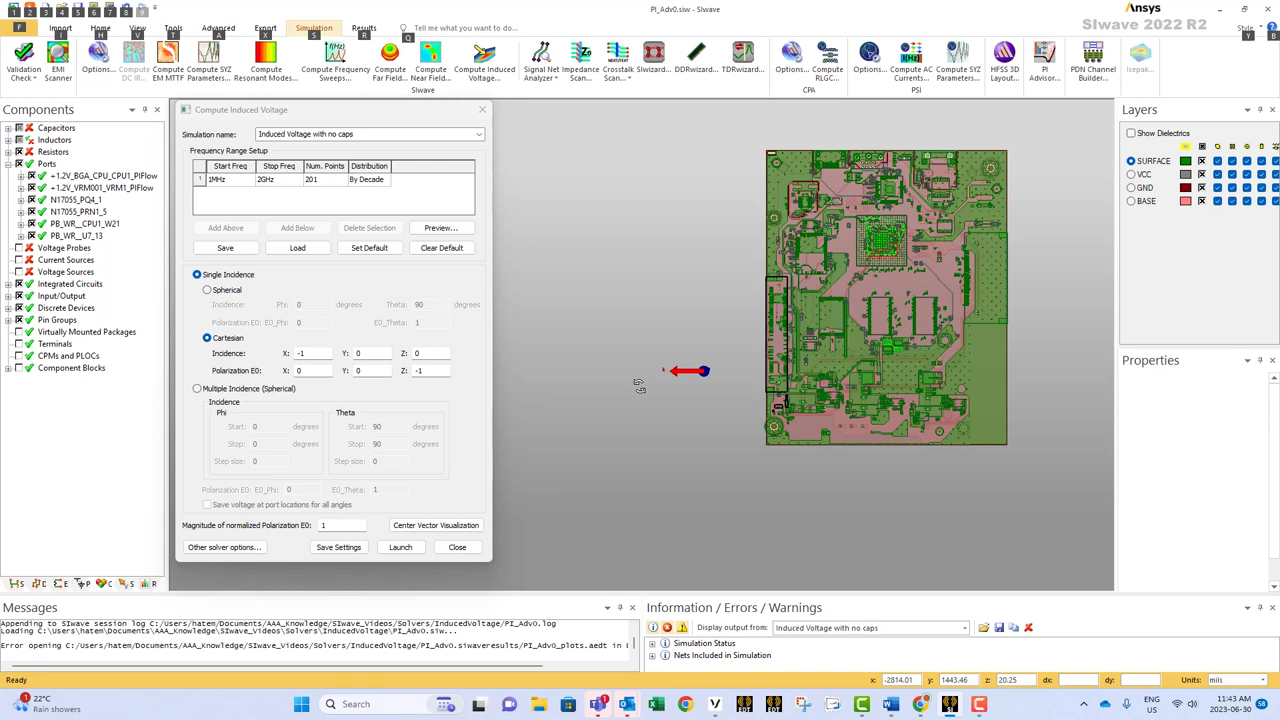 1 2 3 4 5 6 7 8 9
PI_Adv0.siw - SIwave
Ansys
SIwave 2022 R2
F Import Home Tools Advanced Export Simulation Results Tell me what you want to do...
Style
I H T A E S R Q Y B
Validation Check
EMI Scanner
Options...
Compute DC IR...
Compute EM MTTF
Compute SYZ Parameters...
Compute Resonant Modes...
Compute Frequency Sweeps...
Compute Far Field...
Compute Near Field...
Compute Induced Voltage...
Signal Net Analyzer
Impedance Scan...
Crosstalk Scan...
SIwizard...
DDRwizard...
TDRwizard...
Options...
Compute RLGC...
Options...
Compute AC Currents...
Compute SYZ Parameters...
HFSS 3D Layout...
PI Advisor...
PDN Channel Builder...
Icepak...
SIwave
CPA
PSI
Components
Capacitors
Inductors
Resistors
Ports
+1.2V_BGA_CPU_CPU1_PIFlow
+1.2V_VRM001_VRM1_PIFlow
N17055_PQ4_1
N17055_PRN1_5
PB_WR__CPU1_W21
PB_WR__U7_13
Voltage Probes
Current Sources
Voltage Sources
Integrated Circuits
Input/Output
Discrete Devices
Pin Groups
Virtually Mounted Packages
Terminals
CPMs and PLOCs
Component Blocks
S D E P C S R
Compute Induced Voltage
Simulation name: Induced Voltage with no caps
Frequency Range Setup
Start Freq Stop Freq Num. Points Distribution
1 1MHz 2GHz 201 By Decade
Add Above Add Below Delete Selection Preview...
Save Load Set Default Clear Default
Single Incidence
Spherical
Incidence: Phi: 0 degrees Theta: 90 degrees
Polarization E0: E0_Phi: 0 E0_Theta: 1
Cartesian
Incidence: X: -1 Y: 0 Z: 0
Polarization E0: X: 0 Y: 0 Z: -1
Multiple Incidence (Spherical)
Incidence
Phi Theta
Start: 0 degrees Start: 90 degrees
Stop: 0 degrees Stop: 90 degrees
Step size: 0 Step size: 0
Polarization E0: E0_Phi: 0 E0_Theta: 1
Save voltage at port locations for all angles
Magnitude of normalized Polarization E0: 1 Center Vector Visualization
Other solver options... Save Settings Launch Close
Layers
Show Dielectrics
SURFACE
VCC
GND
BASE
Properties
Messages
Appending to SIwave session log C:/Users/hatem/Documents/AAA_Knowledge/SIwave_Videos/Solvers/InducedVoltage/PI_Adv0.log
Loading C:\Users\hatem\Documents\AAA_Knowledge\SIwave_Videos\Solvers\InducedVoltage\PI_Adv0.siw...
Error opening C:/Users/hatem/Documents/AAA_Knowledge/SIwave_Videos/Solvers/InducedVoltage/PI_Adv0.siwaveresults/PI_Adv0_plots.aedt in E
Information / Errors / Warnings
Display output from: Induced Voltage with no caps
Simulation Status
Nets Included in Simulation
Ready
x: -2814.01 y: 1443.46 z: 20.25 dx: dy: Units: mils
22°C
Rain showers
Search
ENG
US
11:43 AM
2023-06-30